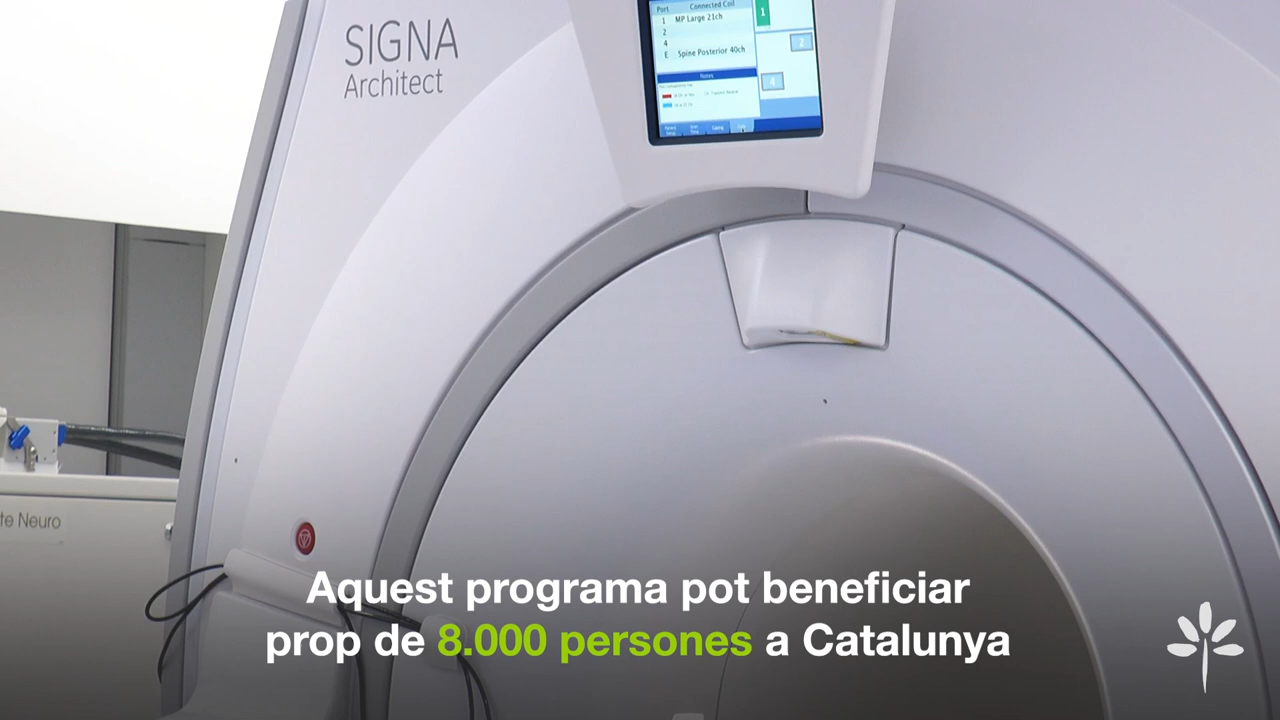 SIGNA
Architect
Port Connected Coil
1 MP Large 21ch
2
4
E Spine Posterior 40ch
Notes
1
2
4
te Neuro
Aquest programa pot beneficiar
prop de 8.000 persones a Catalunya